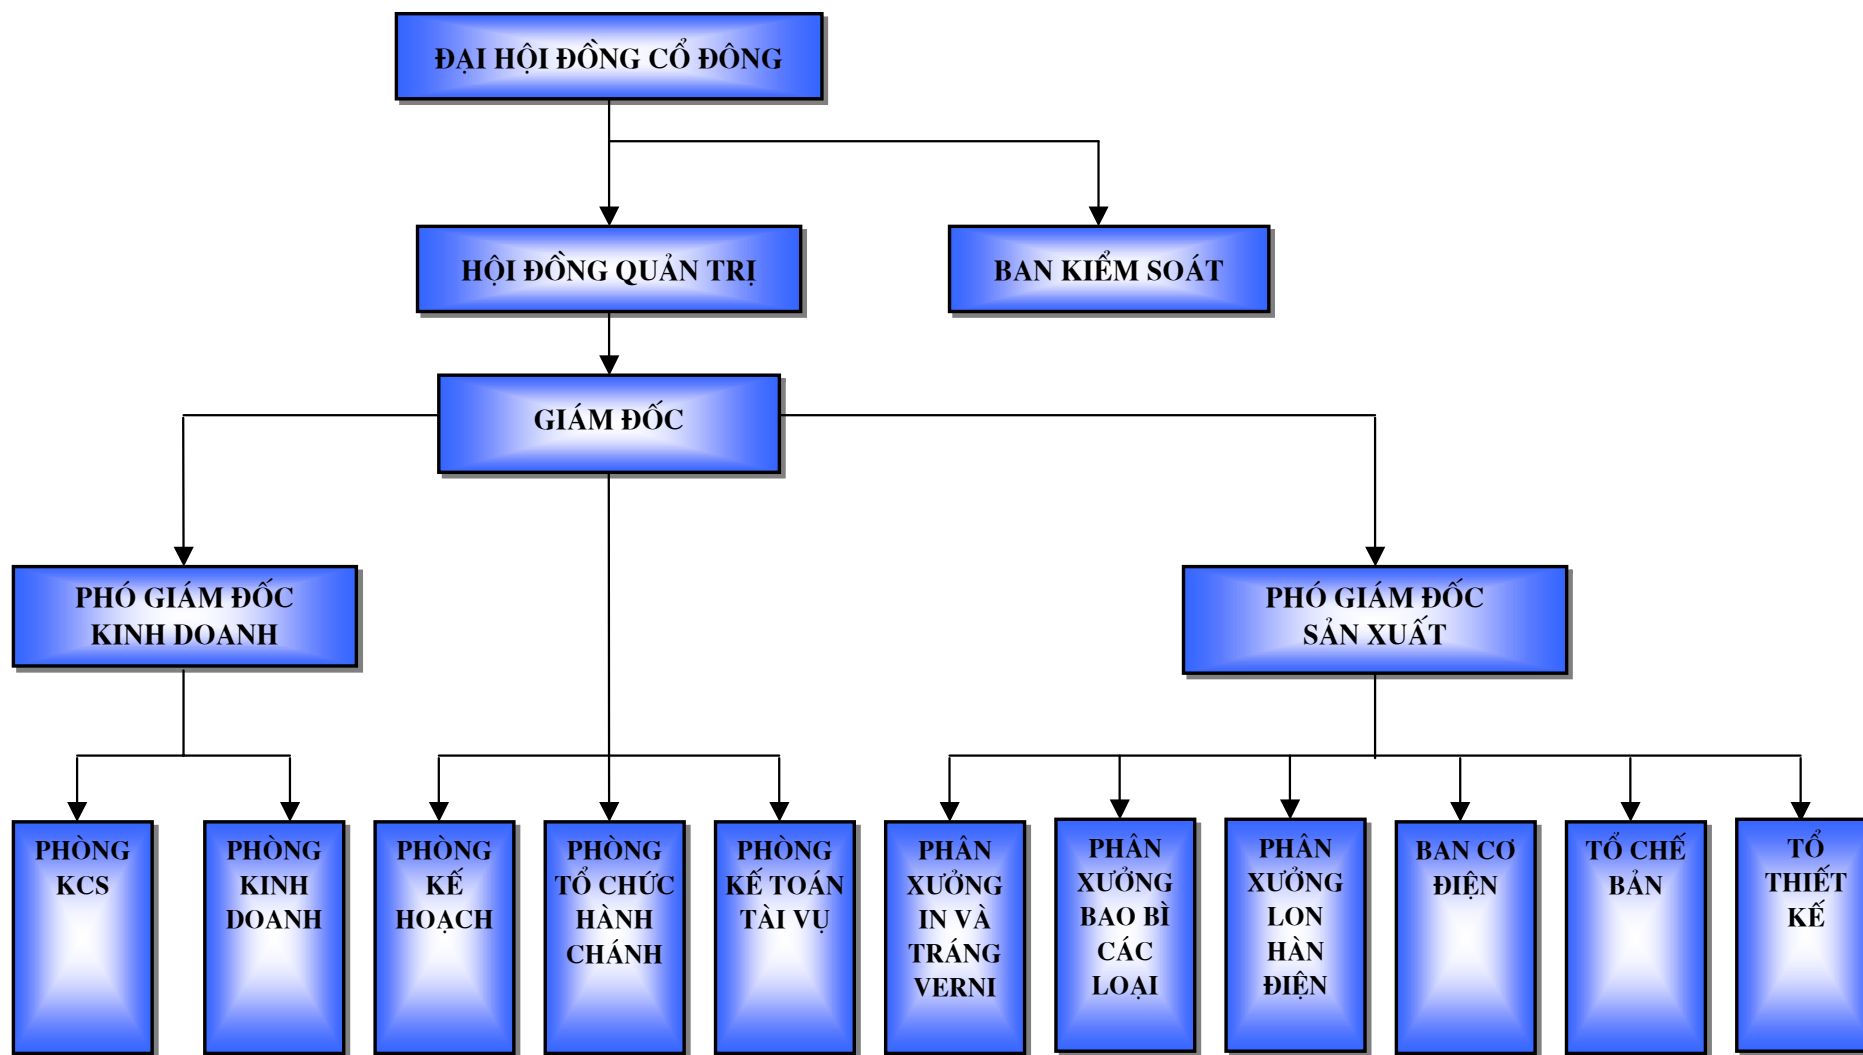 ĐẠI HỘI ĐỒNG CỔ ĐÔNG
HỘI ĐỒNG QUẢN TRỊ
BAN KIỂM SOÁT
GIÁM ĐỐC
PHÓ GIÁM ĐỐC
KINH DOANH
PHÓ GIÁM ĐỐC
SẢN XUẤT
PHÒNG
KCS
PHÒNG
KINH
DOANH
PHÒNG
KẾ
HOẠCH
PHÒNG
TỔ CHỨC
HÀNH
CHÁNH
PHÒNG
KẾ TOÁN
TÀI VỤ
PHÂN
XƯỞNG
IN VÀ
TRÁNG
VERNI
PHÂN
XƯỞNG
BAO BÌ
CÁC
LOẠI
PHÂN
XƯỞNG
LON
HÀN
ĐIỆN
BAN CƠ
ĐIỆN
TỔ CHẾ
BẢN
TỔ
THIẾT
KẾ